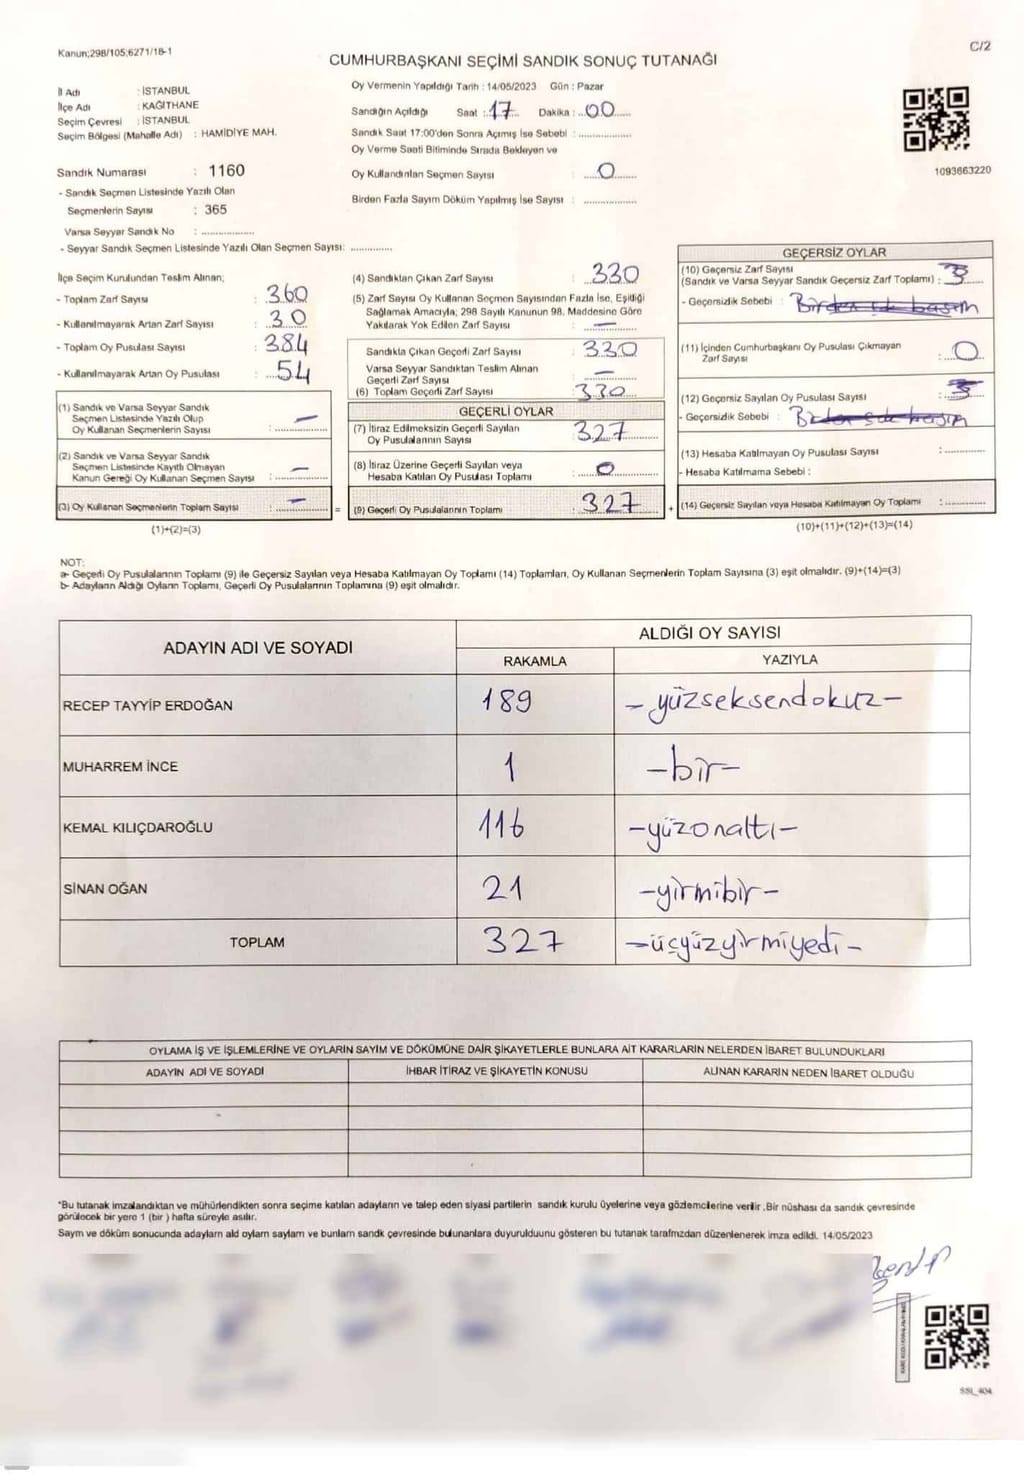 Kanun;298/105;6271/18-1
C/2
CUMHURBAŞKANI SEÇİMİ SANDIK SONUÇ TUTANAĞI
İl Adı : İSTANBUL
İlçe Adı : KAĞITHANE
Seçim Çevresi : İSTANBUL
Seçim Bölgesi (Mahalle Adı) : HAMİDİYE MAH.
Oy Vermenin Yapıldığı Tarih : 14/05/2023 Gün : Pazar
Sandığın Açıldığı Saat : 17 Dakika : 00
Sandık Saat 17:00'den Sonra Açımış İse Sebebi : ..............
Oy Verme Saati Bitiminde Sırada Bekleyen ve
Oy Kullandırılan Seçmen Sayısı : 0
Birden Fazla Sayım Döküm Yapılmış İse Sayısı : ..............
1093663220
Sandık Numarası : 1160
- Sandık Seçmen Listesinde Yazılı Olan
Seçmenlerin Sayısı : 365
Varsa Seyyar Sandık No : ..............
- Seyyar Sandık Seçmen Listesinde Yazılı Olan Seçmen Sayısı: ...........
İlçe Seçim Kurulundan Teslim Alınan;
- Toplam Zarf Sayısı : 360
- Kullanılmayarak Artan Zarf Sayısı : 30
- Toplam Oy Pusulası Sayısı : 384
- Kullanılmayarak Artan Oy Pusulası : 54
(1) Sandık ve Varsa Seyyar Sandık
Seçmen Listesinde Yazılı Olup
Oy Kullanan Seçmenlerin Sayısı : —
(2) Sandık ve Varsa Seyyar Sandık
Seçmen Listesinde Kayıtlı Olmayan
Kanun Gereği Oy Kullanan Seçmen Sayısı : —
(3) Oy Kullanan Seçmenlerin Toplam Sayısı : —
(1)+(2)=(3)
(4) Sandıktan Çıkan Zarf Sayısı : 330
(5) Zarf Sayısı Oy Kullanan Seçmen Sayısından Fazla İse, Eşitliği
Sağlamak Amacıyla; 298 Sayılı Kanunun 98. Maddesine Göre
Yakılarak Yok Edilen Zarf Sayısı : —
Sandıkta Çıkan Geçerli Zarf Sayısı : 330
Varsa Seyyar Sandıktan Teslim Alınan
Geçerli Zarf Sayısı : —
(6) Toplam Geçerli Zarf Sayısı : 330
GEÇERLİ OYLAR
(7) İtiraz Edilmeksizin Geçerli Sayılan
Oy Pusulalarının Sayısı : 327
(8) İtiraz Üzerine Geçerli Sayılan veya
Hesaba Katılan Oy Pusulası Toplamı : 0
= (9) Geçerli Oy Pusulalarının Toplamı : 327
GEÇERSİZ OYLAR
(10) Geçersiz Zarf Sayısı
(Sandık ve Varsa Seyyar Sandık Geçersiz Zarf Toplamı) : 3
- Geçersizlik Sebebi : Birden çok basım
(11) İçinden Cumhurbaşkanı Oy Pusulası Çıkmayan
Zarf Sayısı : 0
(12) Geçersiz Sayılan Oy Pusulası Sayısı : 3
- Geçersizlik Sebebi :
(13) Hesaba Katılmayan Oy Pusulası Sayısı : ...........
- Hesaba Katılmama Sebebi :
+ (14) Geçersiz Sayılan veya Hesaba Katılmayan Oy Toplamı : ...........
(10)+(11)+(12)+(13)=(14)
NOT:
a- Geçerli Oy Pusulalarının Toplamı (9) ile Geçersiz Sayılan veya Hesaba Katılmayan Oy Toplamı (14) Toplamları, Oy Kullanan Seçmenlerin Toplam Sayısına (3) eşit olmalıdır. (9)+(14)=(3)
b- Adayların Aldığı Oyların Toplamı, Geçerli Oy Pusulalarının Toplamına (9) eşit olmalıdır.
ADAYIN ADI VE SOYADI ALDIĞI OY SAYISI
RAKAMLA YAZIYLA
RECEP TAYYİP ERDOĞAN 189 -yüzseksendokuz-
MUHARREM İNCE 1 -bir-
KEMAL KILIÇDAROĞLU 116 -yüzonaltı-
SİNAN OĞAN 21 -yirmibir-
TOPLAM 327 -üçyüzyirmiyedi-
OYLAMA İŞ VE İŞLEMLERİNE VE OYLARIN SAYIM VE DÖKÜMÜNE DAİR ŞİKAYETLERLE BUNLARA AİT KARARLARIN NELERDEN İBARET BULUNDUKLARI
ADAYIN ADI VE SOYADI İHBAR İTİRAZ VE ŞİKAYETİN KONUSU ALINAN KARARIN NEDEN İBARET OLDUĞU
*Bu tutanak imzalandıktan ve mühürlendikten sonra seçime katılan adayların ve talep eden siyasi partilerin sandık kurulu üyelerine veya gözlemcilerine verilir .Bir nüshası da sandık çevresinde
görülecek bir yere 1 (bir ) hafta süreyle asılır.
Sayım ve döküm sonucunda adayların ald oyların sayların ve bunların sandk çevresinde bulunanlara duyurulduunu gösteren bu tutanak tarafmzdan düzenlenerek imza edildi. 14/05/2023
SSL_404